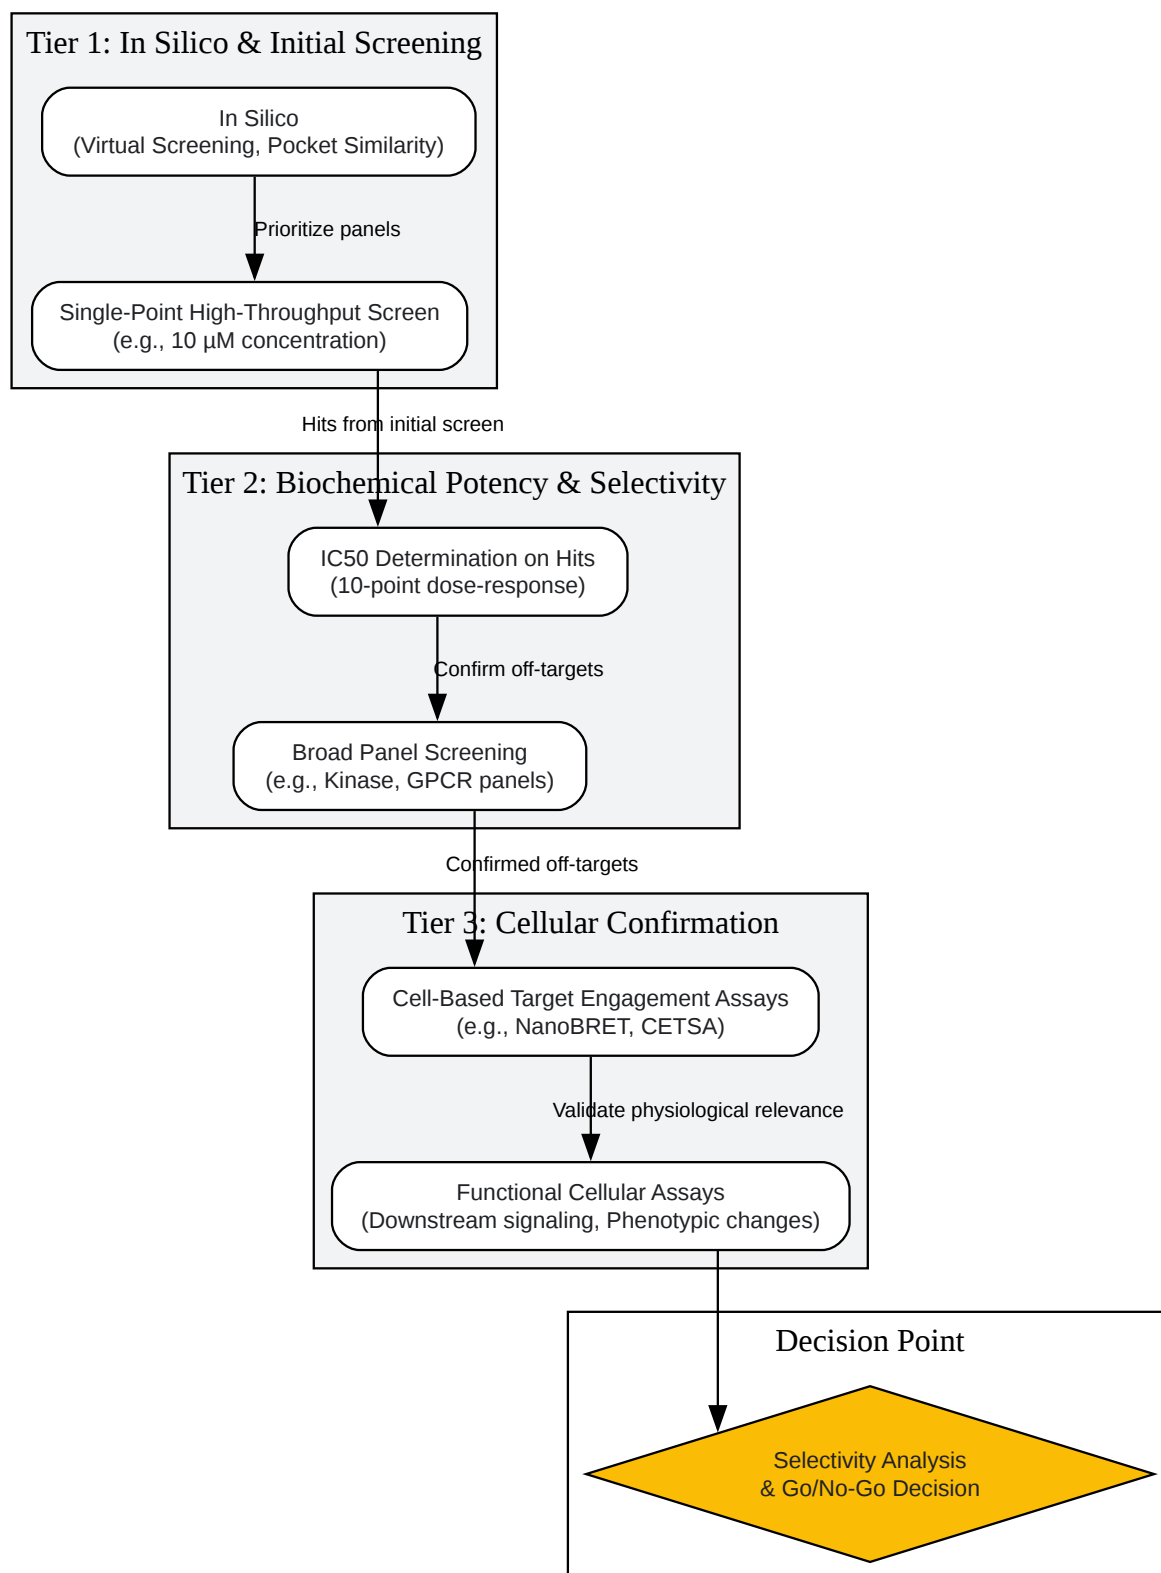 Tier 1: In Silico & Initial Screening
In Silico
(Virtual Screening, Pocket Similarity)
Prioritize panels
Single-Point High-Throughput Screen
(e.g., 10 µM concentration)
Hits from initial screen
Tier 2: Biochemical Potency & Selectivity
IC50 Determination on Hits
(10-point dose-response)
Confirm off-targets
Broad Panel Screening
(e.g., Kinase, GPCR panels)
Confirmed off-targets
Tier 3: Cellular Confirmation
Cell-Based Target Engagement Assays
(e.g., NanoBRET, CETSA)
Validate physiological relevance
Functional Cellular Assays
(Downstream signaling, Phenotypic changes)
Decision Point
Selectivity Analysis
& Go/No-Go Decision